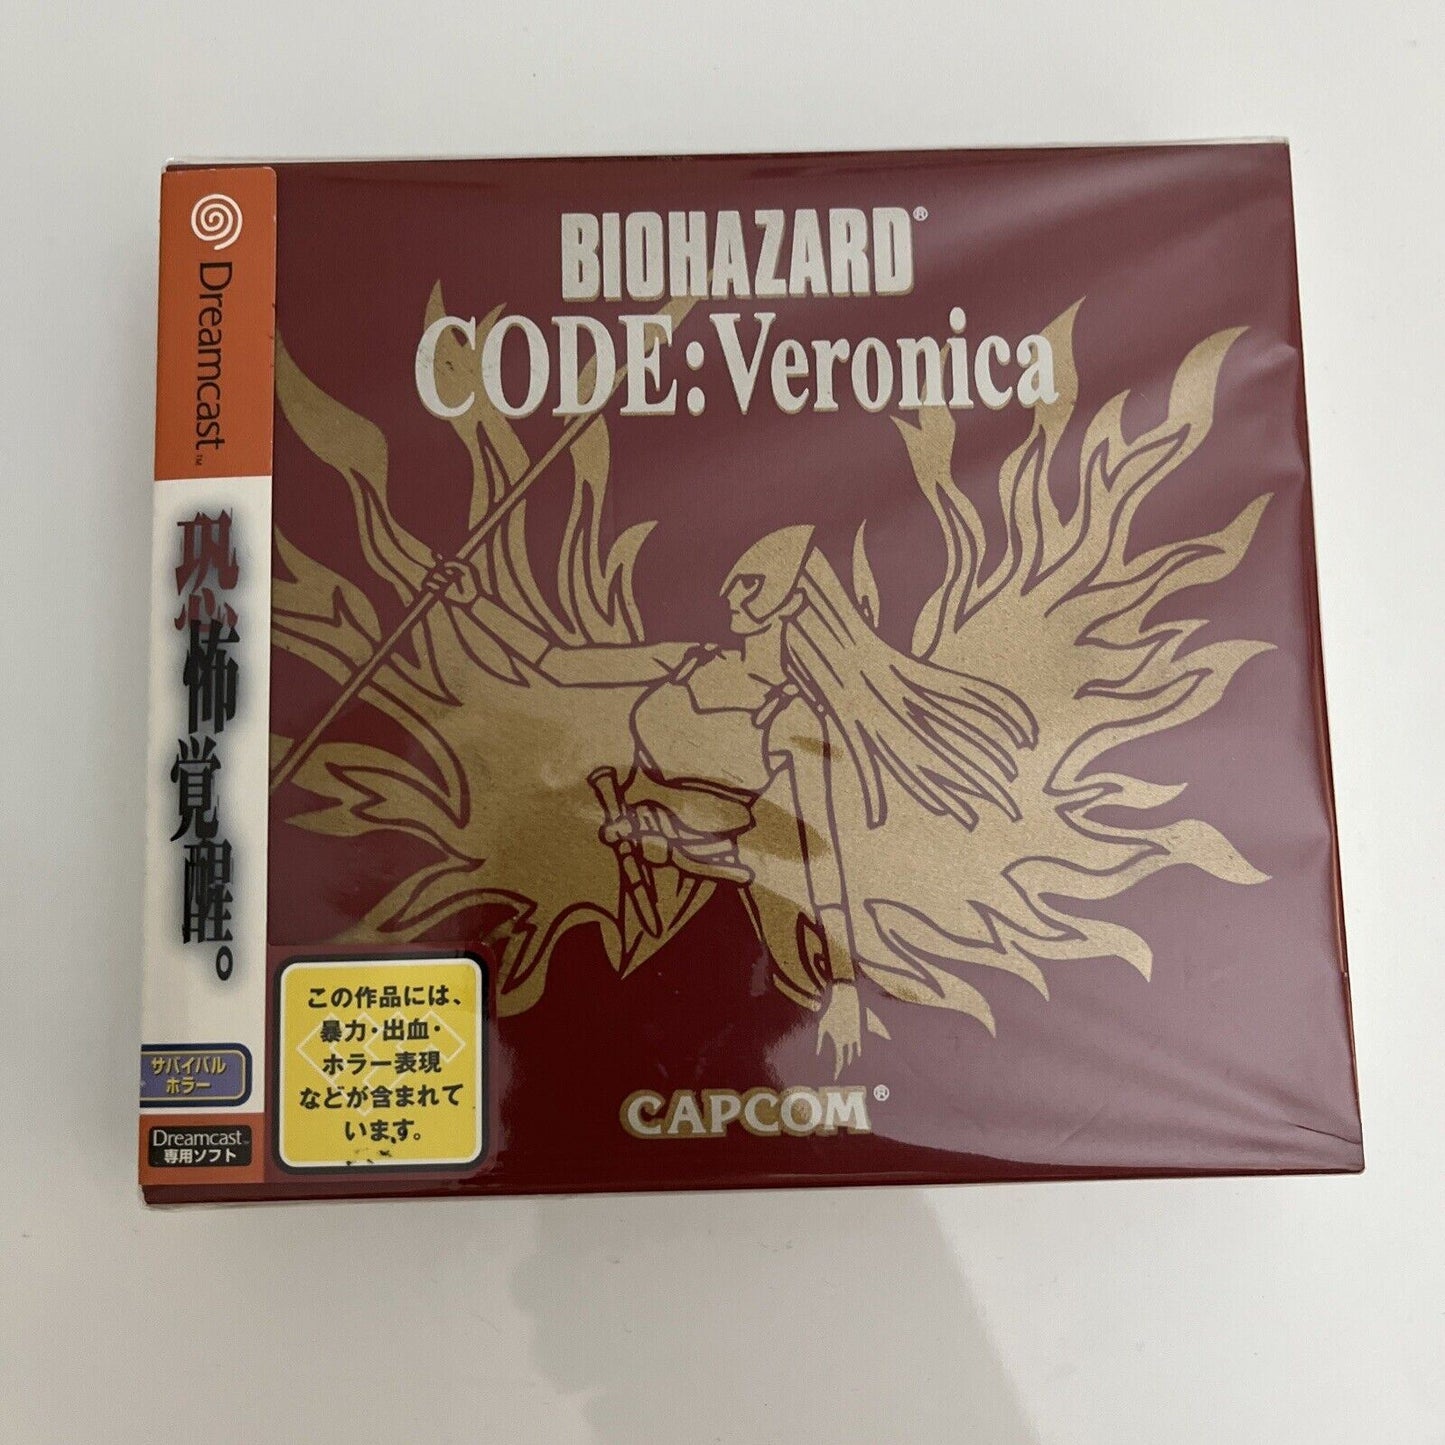 Dreamcast™
恐怖覚醒。
サバイバル
ホラー
Dreamcast™
専用ソフト
BIOHAZARD®
CODE:Veronica
この作品には、
暴力・出血・
ホラー表現
などが含まれて
います。
CAPCOM®